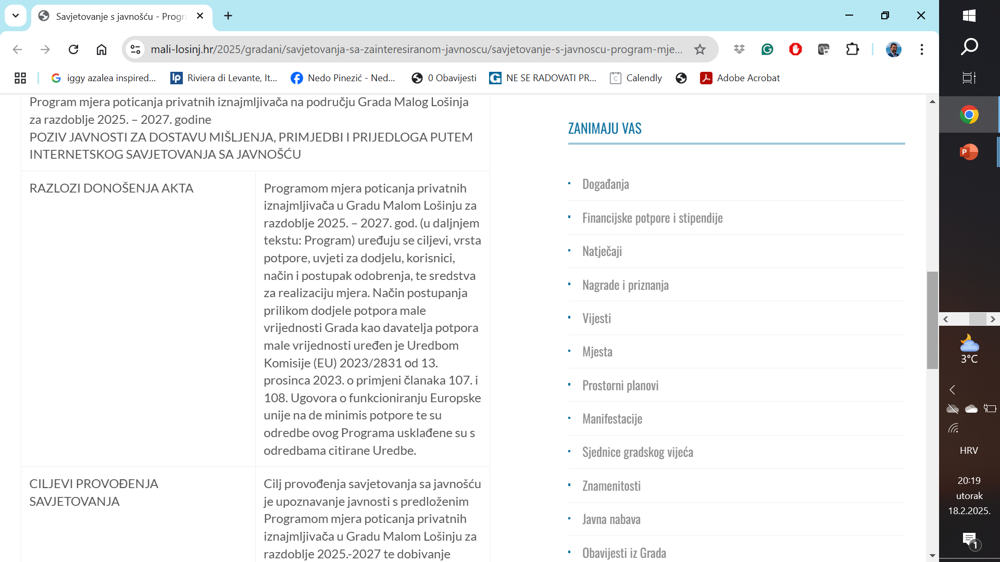 Savjetovanje s javnošću - Progr
mali-losinj.hr/2025/gradani/savjetovanja-sa-zainteresiranom-javnoscu/savjetovanje-s-javnoscu-program-mje...
iggy azalea inspired...
Riviera di Levante, It...
Nedo Pinezić - Ned...
0 Obavijesti
NE SE RADOVATI PR...
Calendly
Adobe Acrobat
Program mjera poticanja privatnih iznajmljivača na području Grada Malog Lošinja
za razdoblje 2025. – 2027. godine
POZIV JAVNOSTI ZA DOSTAVU MIŠLJENJA, PRIMJEDBI I PRIJEDLOGA PUTEM
INTERNETSKOG SAVJETOVANJA SA JAVNOŠĆU
RAZLOZI DONOŠENJA AKTA
Programom mjera poticanja privatnih
iznajmljivača u Gradu Malom Lošinju za
razdoblje 2025. – 2027. god. (u daljnjem
tekstu: Program) uređuju se ciljevi, vrsta
potpore, uvjeti za dodjelu, korisnici,
način i postupak odobrenja, te sredstva
za realizaciju mjera. Način postupanja
prilikom dodjele potpora male
vrijednosti Grada kao davatelja potpora
male vrijednosti uređen je Uredbom
Komisije (EU) 2023/2831 od 13.
prosinca 2023. o primjeni članaka 107. i
108. Ugovora o funkcioniranju Europske
unije na de minimis potpore te su
odredbe ovog Programa usklađene su s
odredbama citirane Uredbe.
CILJEVI PROVOĐENJA
SAVJETOVANJA
Cilj provođenja savjetovanja sa javnošću
je upoznavanje javnosti s predloženim
Programom mjera poticanja privatnih
iznajmljivača u Gradu Malom Lošinju za
razdoblje 2025.-2027 te dobivanje
ZANIMAJU VAS
Događanja
Financijske potpore i stipendije
Natječaji
Nagrade i priznanja
Vijesti
Mjesta
Prostorni planovi
Manifestacije
Sjednice gradskog vijeća
Znamenitosti
Javna nabava
Obavijesti iz Grada
3°C
HRV
20:19
utorak
18.2.2025.
1